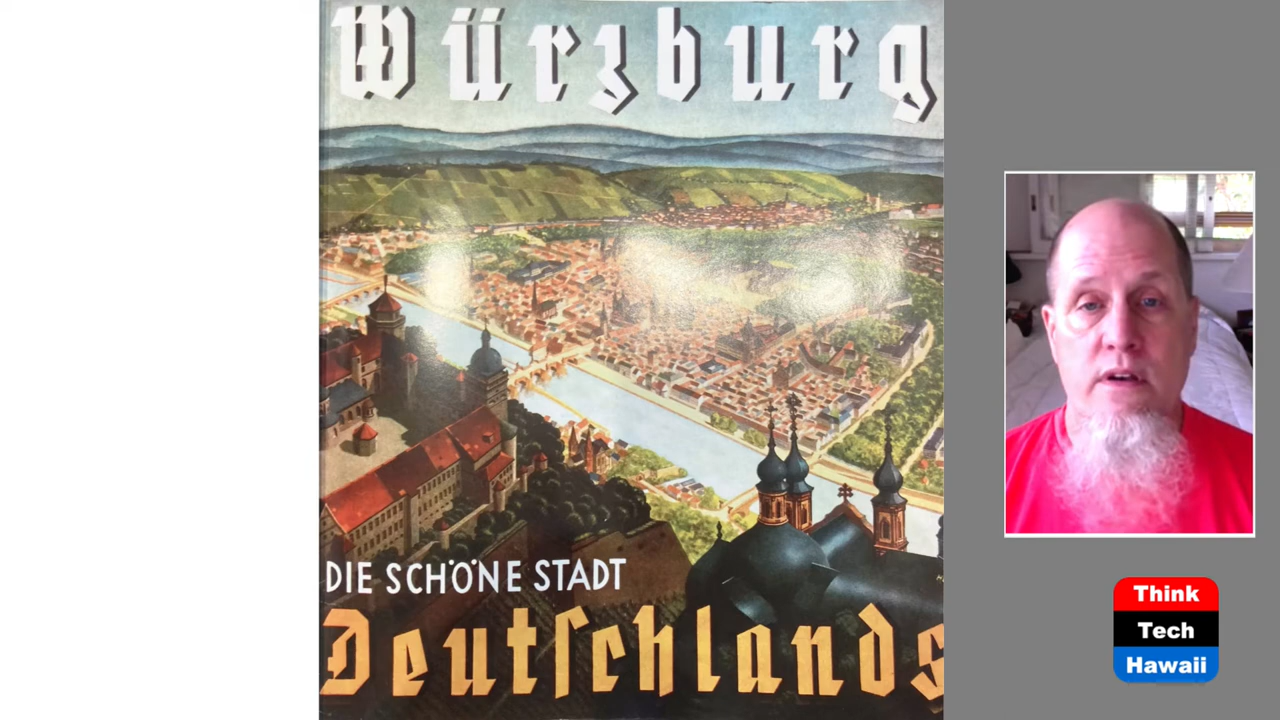 Würzburg
DIE SCHÖNE STADT
Deutschlands
Think
Tech
Hawaii